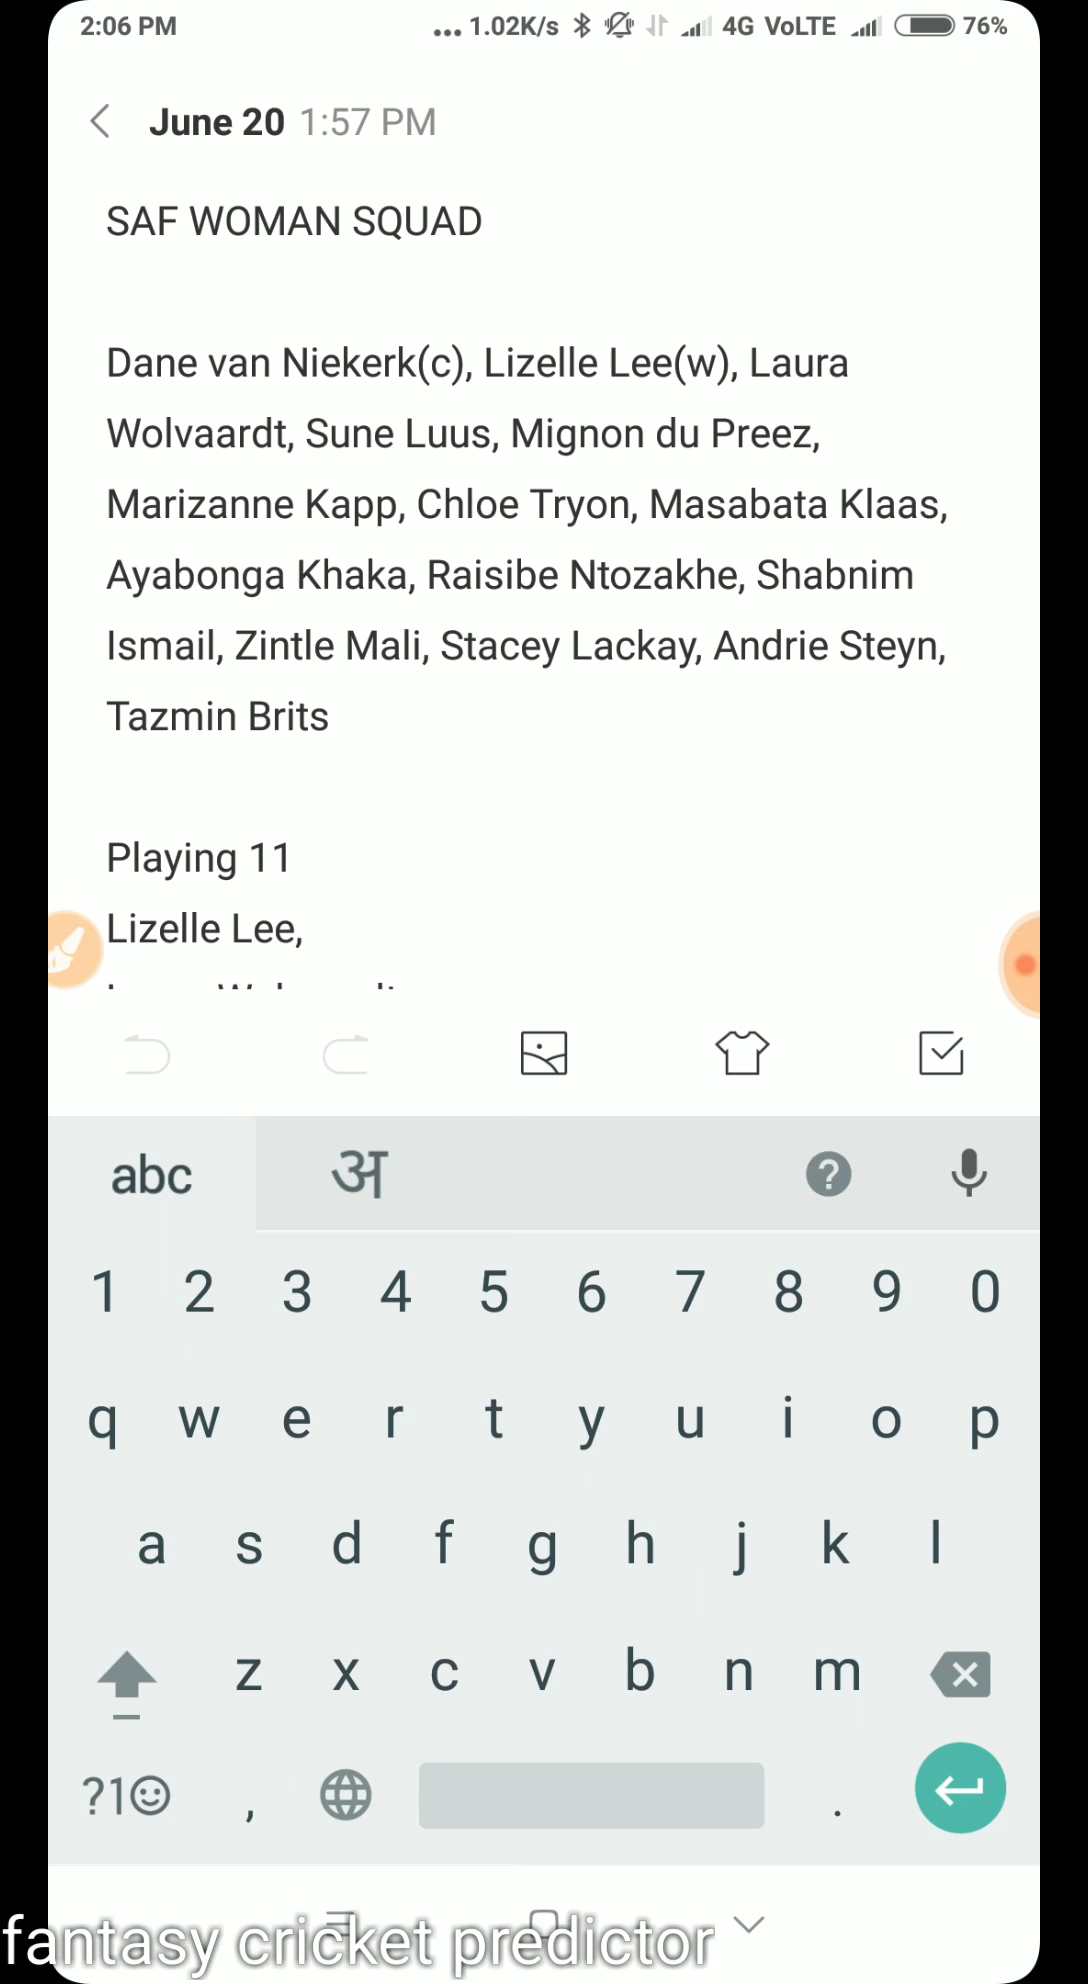 2:06 PM ... 1.02K/s 4G VoLTE 76%
June 20 1:57 PM
SAF WOMAN SQUAD
Dane van Niekerk(c), Lizelle Lee(w), Laura
Wolvaardt, Sune Luus, Mignon du Preez,
Marizanne Kapp, Chloe Tryon, Masabata Klaas,
Ayabonga Khaka, Raisibe Ntozakhe, Shabnim
Ismail, Zintle Mali, Stacey Lackay, Andrie Steyn,
Tazmin Brits
Playing 11
Lizelle Lee,
abc अ ?
1 2 3 4 5 6 7 8 9 0
q w e r t y u i o p
a s d f g h j k l
z x c v b n m
?1☺ , .
fantasy cricket predictor